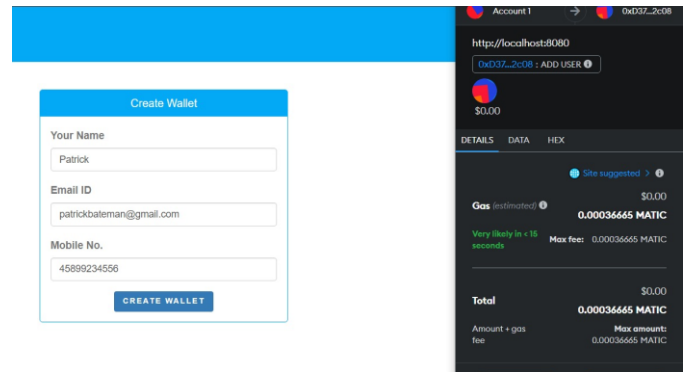 Create Wallet
Your Name
Patrick
Email ID
patrickbateman@gmail.com
Mobile No.
45899234556
CREATE WALLET
Account 1
0xD37...2c08
http://localhost:8080
0xD37...2c08 : ADD USER
$0.00
DETAILS DATA HEX
Site suggested >
$0.00
Gas (estimated)
0.00036665 MATIC
Very likely in < 15 seconds
Max fee: 0.00036665 MATIC
$0.00
Total
0.00036665 MATIC
Amount + gas fee
Max amount:
0.00036665 MATIC